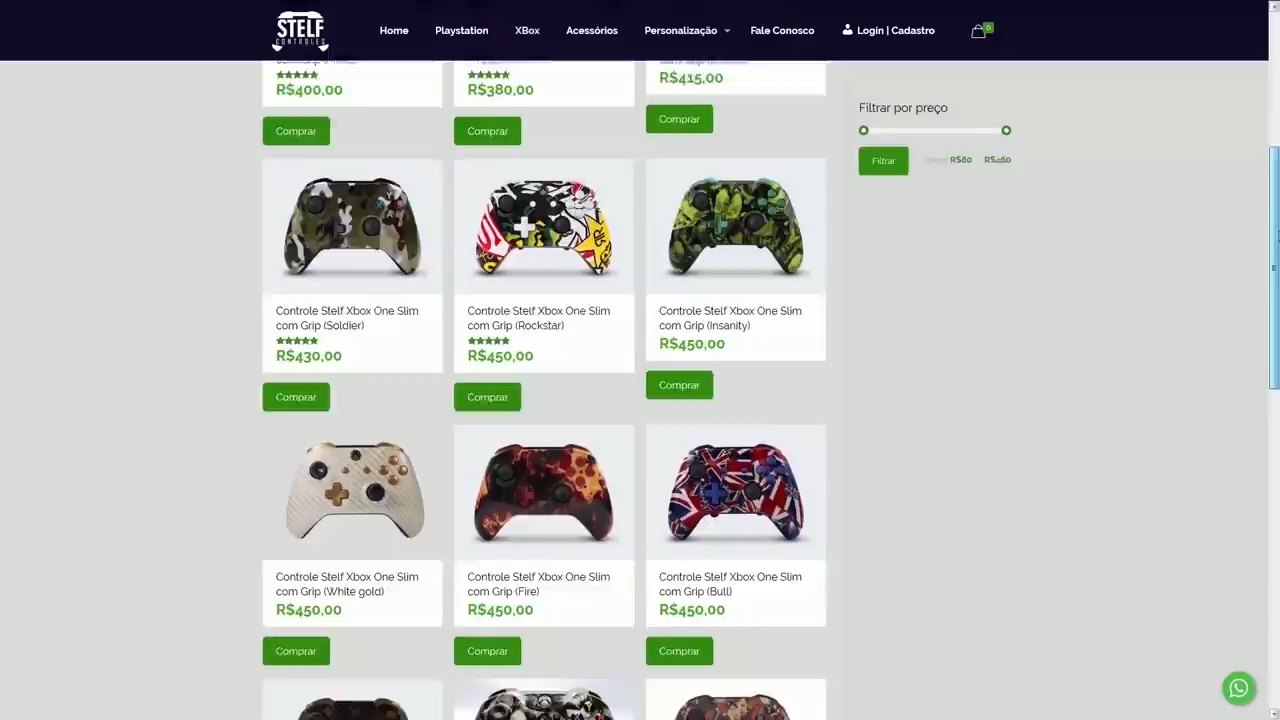 STELF
CONTROLES
Home
Playstation
XBox
Acessórios
Personalização
Fale Conosco
Login | Cadastro
0
R$400,00
R$380,00
R$415,00
Comprar
Comprar
Comprar
Filtrar por preço
Filtrar
R$60
R$460
Controle Stelf Xbox One Slim
com Grip (Soldier)
R$430,00
Comprar
Controle Stelf Xbox One Slim
com Grip (Rockstar)
R$450,00
Comprar
Controle Stelf Xbox One Slim
com Grip (Insanity)
R$450,00
Comprar
Controle Stelf Xbox One Slim
com Grip (White gold)
R$450,00
Comprar
Controle Stelf Xbox One Slim
com Grip (Fire)
R$450,00
Comprar
Controle Stelf Xbox One Slim
com Grip (Bull)
R$450,00
Comprar